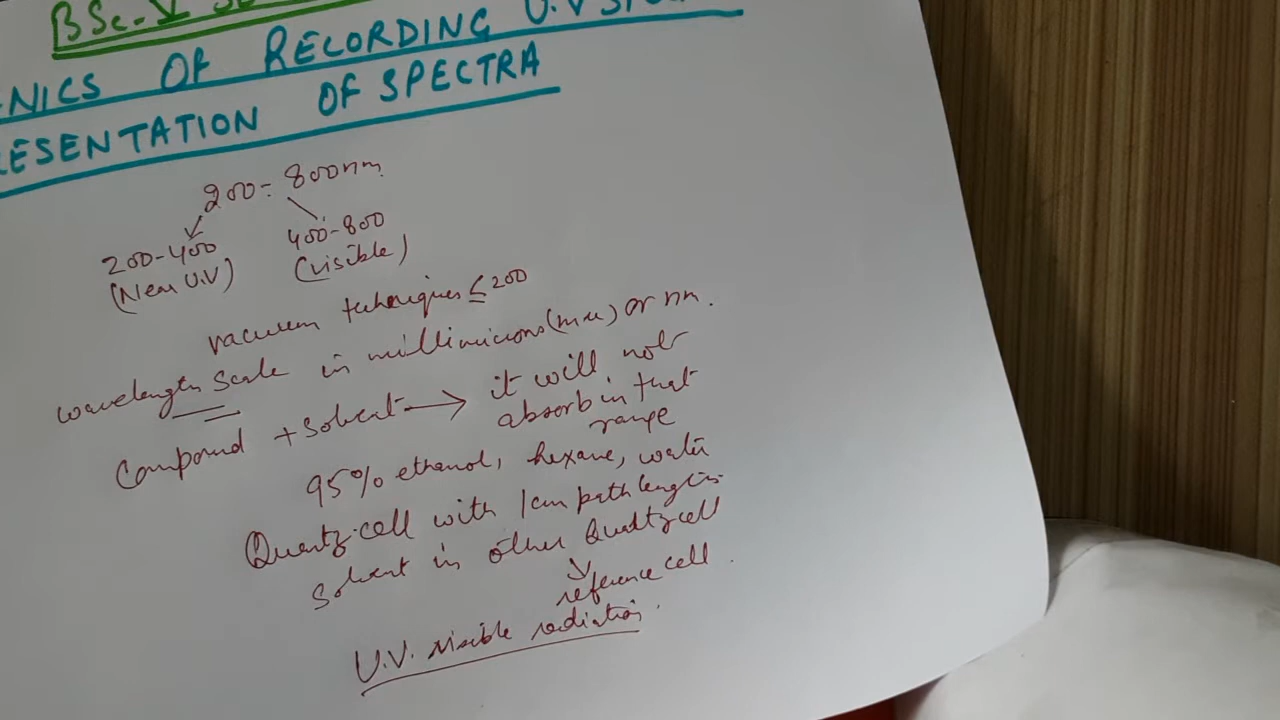 BSc-V
NICS OF RECORDING U.V
RESENTATION OF SPECTRA
200-800nm
200-400 400-800
(Near U.V) (Visible)
vacuum techniques ≤ 200
wavelength scale in millimicrons (mμ) or nm.
Compound + Solvent → it will not
absorb in that
range
95% ethanol, hexane, water
Quartz cell with 1cm path length
Solvent in other Quartz cell
reference cell.
U.V. visible radiation.